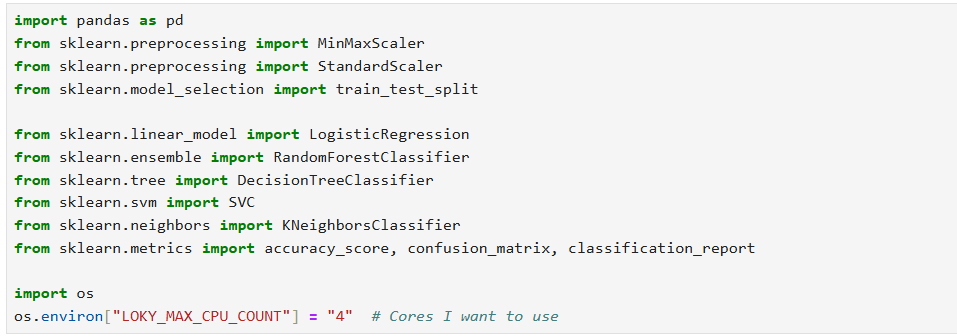 import pandas as pd
from sklearn.preprocessing import MinMaxScaler
from sklearn.preprocessing import StandardScaler
from sklearn.model_selection import train_test_split

from sklearn.linear_model import LogisticRegression
from sklearn.ensemble import RandomForestClassifier
from sklearn.tree import DecisionTreeClassifier
from sklearn.svm import SVC
from sklearn.neighbors import KNeighborsClassifier
from sklearn.metrics import accuracy_score, confusion_matrix, classification_report

import os
os.environ["LOKY_MAX_CPU_COUNT"] = "4"  # Cores I want to use